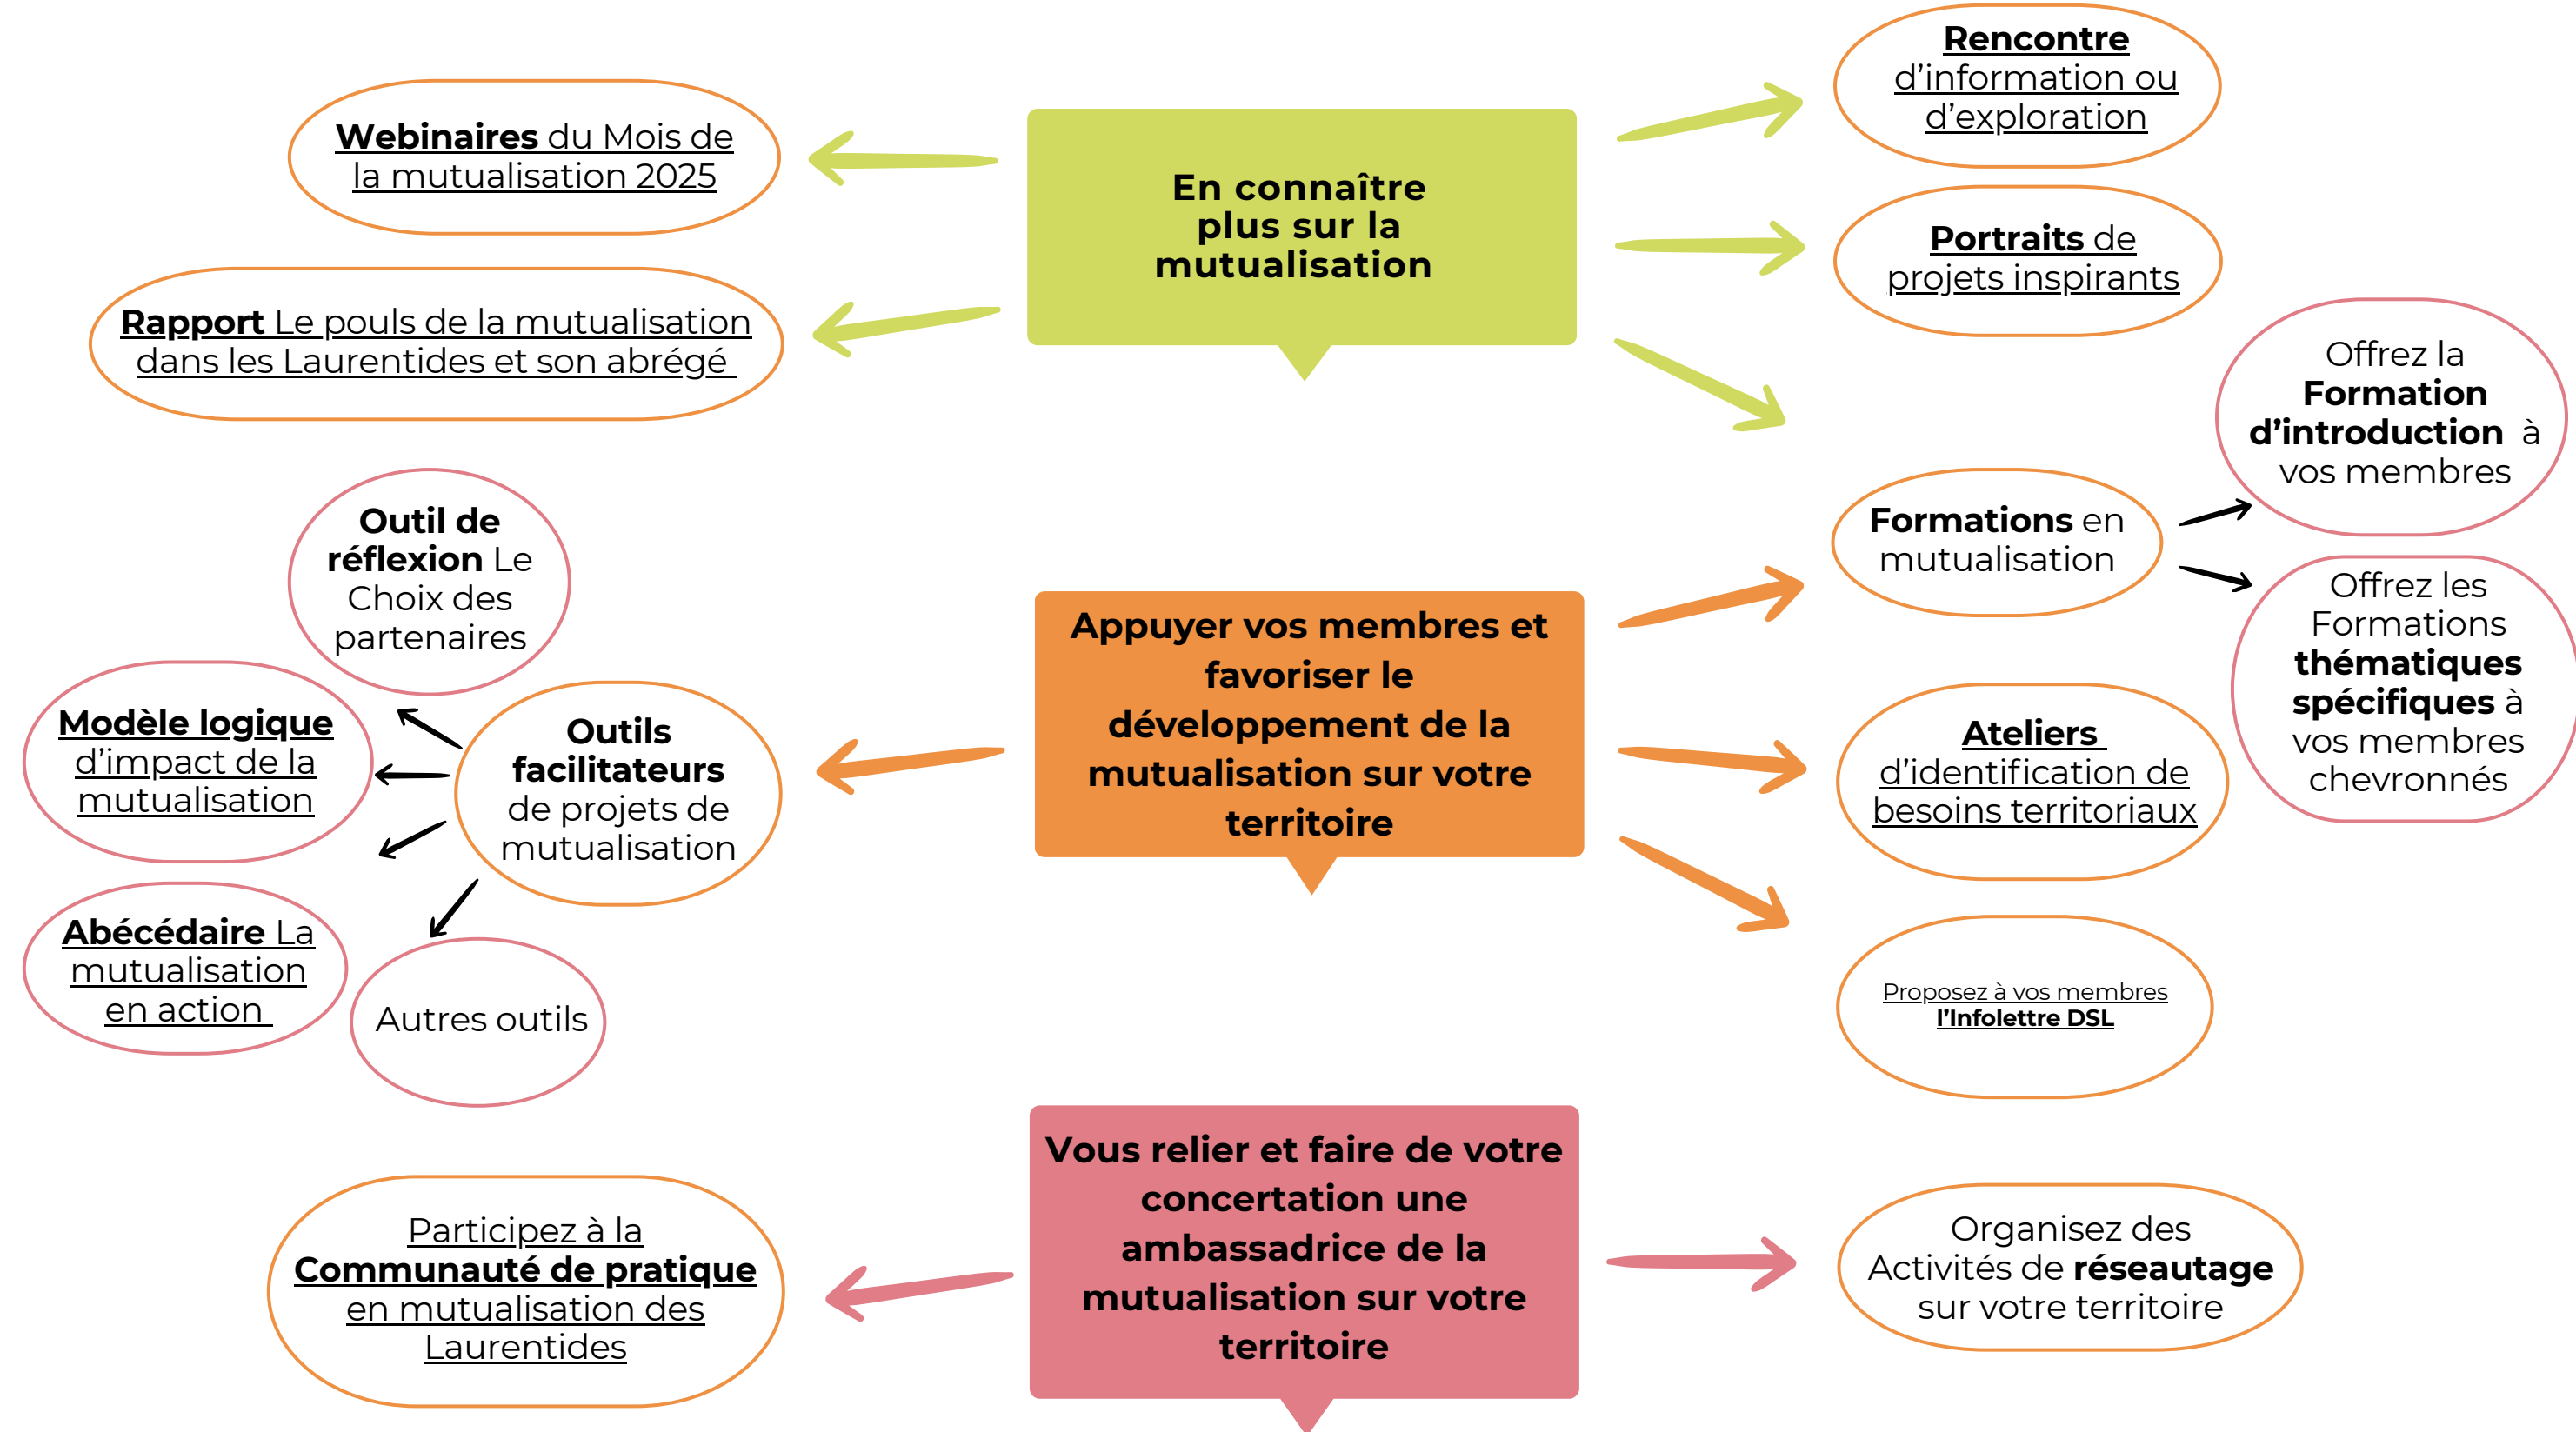 Webinaires du Mois de
la mutualisation 2025
Rapport Le pouls de la mutualisation
dans les Laurentides et son abrégé
En connaître
plus sur la
mutualisation
Rencontre
d’information ou
d’exploration
Portraits de
projets inspirants
Formations en
mutualisation
Offrez la
Formation
d’introduction à
vos membres
Offrez les
Formations
thématiques
spécifiques à
vos membres
chevronnés
Outil de
réflexion Le
Choix des
partenaires
Modèle logique
d’impact de la
mutualisation
Abécédaire La
mutualisation
en action
Autres outils
Outils
facilitateurs
de projets de
mutualisation
Appuyer vos membres et
favoriser le
développement de la
mutualisation sur votre
territoire
Ateliers
d’identification de
besoins territoriaux
Proposez à vos membres
l’Infolettre DSL
Participez à la
Communauté de pratique
en mutualisation des
Laurentides
Vous relier et faire de votre
concertation une
ambassadrice de la
mutualisation sur votre
territoire
Organisez des
Activités de réseautage
sur votre territoire